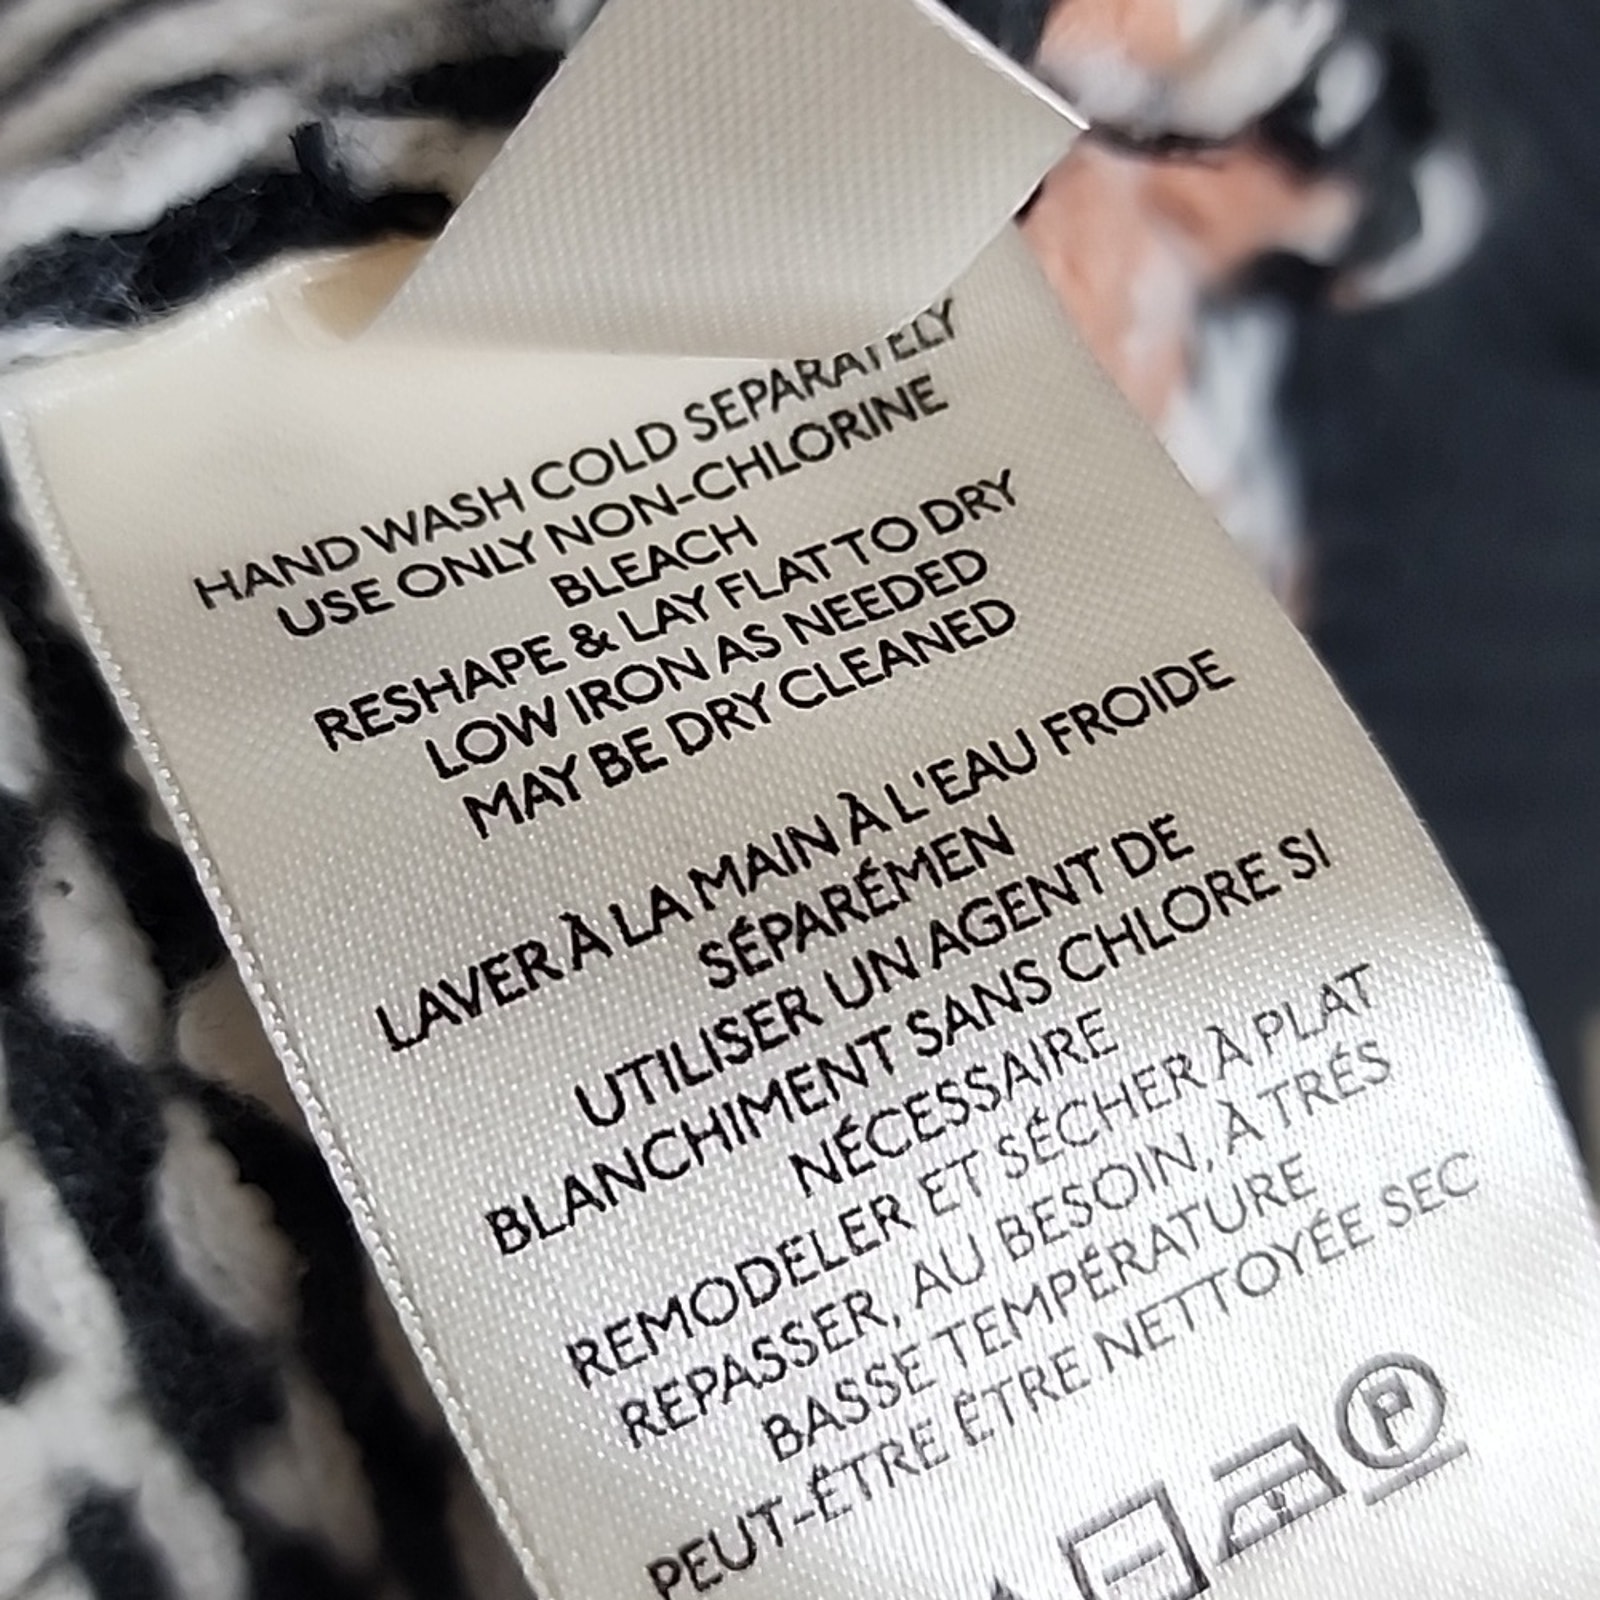 HAND WASH COLD SEPARATELY
USE ONLY NON-CHLORINE
BLEACH
RESHAPE & LAY FLAT TO DRY
LOW IRON AS NEEDED
MAY BE DRY CLEANED
LAVER À LA MAIN À L'EAU FROIDE
SÉPARÉMEN
UTILISER UN AGENT DE
BLANCHIMENT SANS CHLORE SI
NÉCESSAIRE
REMODELER ET SÉCHER À PLAT
REPASSER, AU BESOIN, À TRÉS
BASSE TEMPÉRATURE
PEUT-ÊTRE ÊTRE NETTOYÉE SEC
P